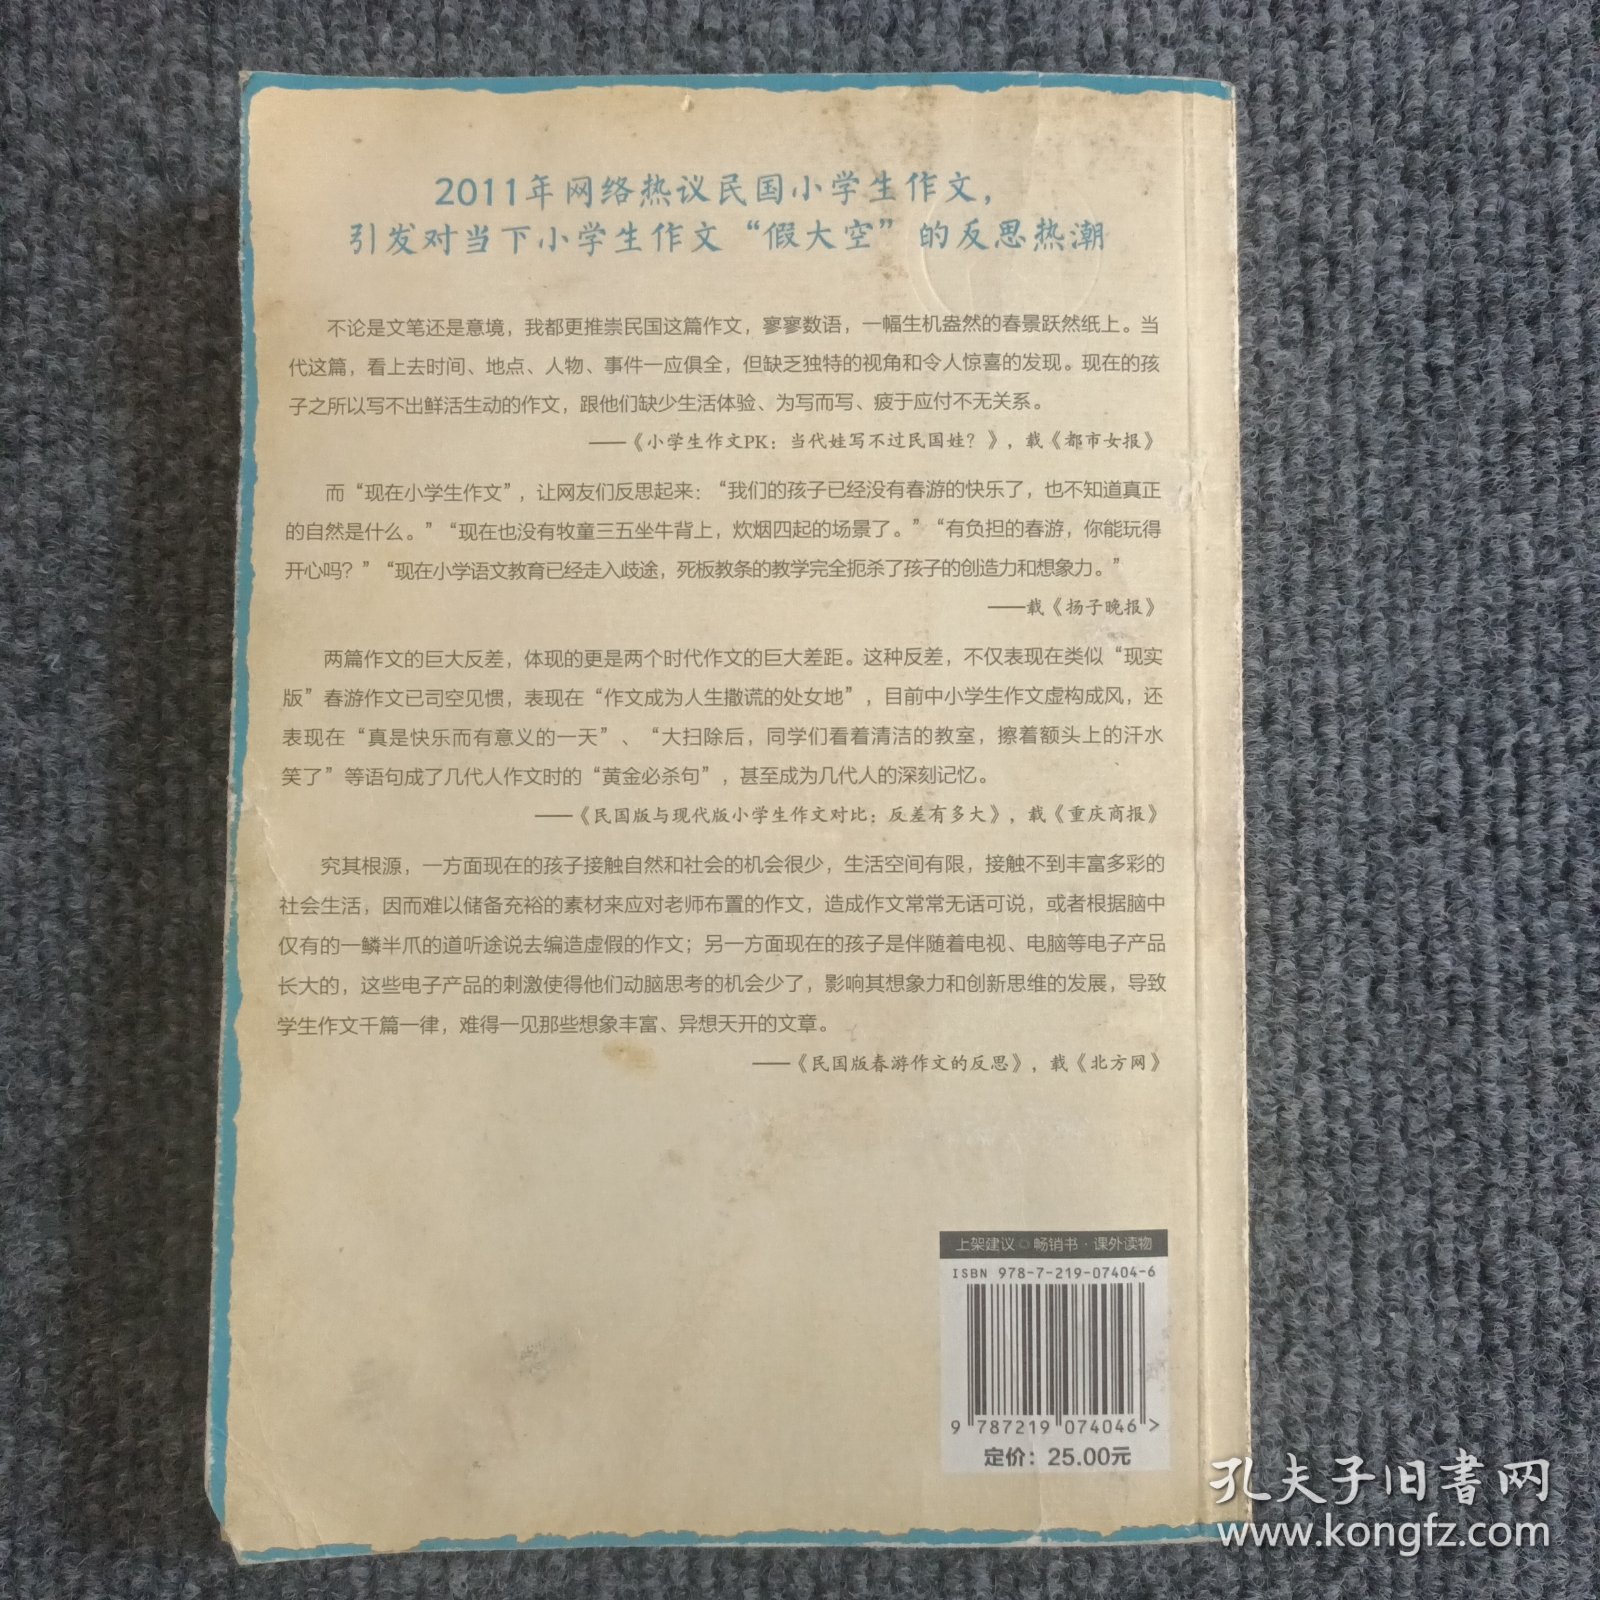 2011年网络热议民国小学生作文，
引发对当下小学生作文“假大空”的反思热潮
不论是文笔还是意境，我都更推崇民国这篇作文，寥寥数语，一幅生机盎然的春景跃然纸上。当
代这篇，看上去时间、地点、人物、事件一应俱全，但缺乏独特的视角和令人惊喜的发现。现在的孩
子之所以写不出鲜活生动的作文，跟他们缺少生活体验、为写而写、疲于应付不无关系。
——《小学生作文PK：当代娃写不过民国娃？》，载《都市女报》
而“现在小学生作文”，让网友们反思起来：“我们的孩子已经没有春游的快乐了，也不知道真正
的自然是什么。”“现在也没有牧童三五坐牛背上，炊烟四起的场景了。”“有负担的春游，你能玩得
开心吗？”“现在小学语文教育已经走入歧途，死板教条的教学完全扼杀了孩子的创造力和想象力。”
——载《扬子晚报》
两篇作文的巨大反差，体现的更是两个时代作文的巨大差距。这种反差，不仅表现在类似“现实
版”春游作文已司空见惯，表现在“作文成为人生撒谎的处女地”，目前中小学生作文虚构成风，还
表现在“真是快乐而有意义的一天”、“大扫除后，同学们看着清洁的教室，擦着额头上的汗水
笑了”等语句成了几代人作文时的“黄金必杀句”，甚至成为几代人的深刻记忆。
——《民国版与现代版小学生作文对比：反差有多大》，载《重庆商报》
究其根源，一方面现在的孩子接触自然和社会的机会很少，生活空间有限，接触不到丰富多彩的
社会生活，因而难以储备充裕的素材来应对老师布置的作文，造成作文常常无话可说，或者根据脑中
仅有的一鳞半爪的道听途说去编造虚假的作文；另一方面现在的孩子是伴随着电视、电脑等电子产品
长大的，这些电子产品的刺激使得他们动脑思考的机会少了，影响其想象力和创新思维的发展，导致
学生作文千篇一律，难得一见那些想象丰富、异想天开的文章。
——《民国版春游作文的反思》，载《北方网》
上架建议○畅销书·课外读物
ISBN 978-7-219-07404-6
9 787219 074046 >
定价：25.00元
孔夫子旧书网
www.kongfz.com